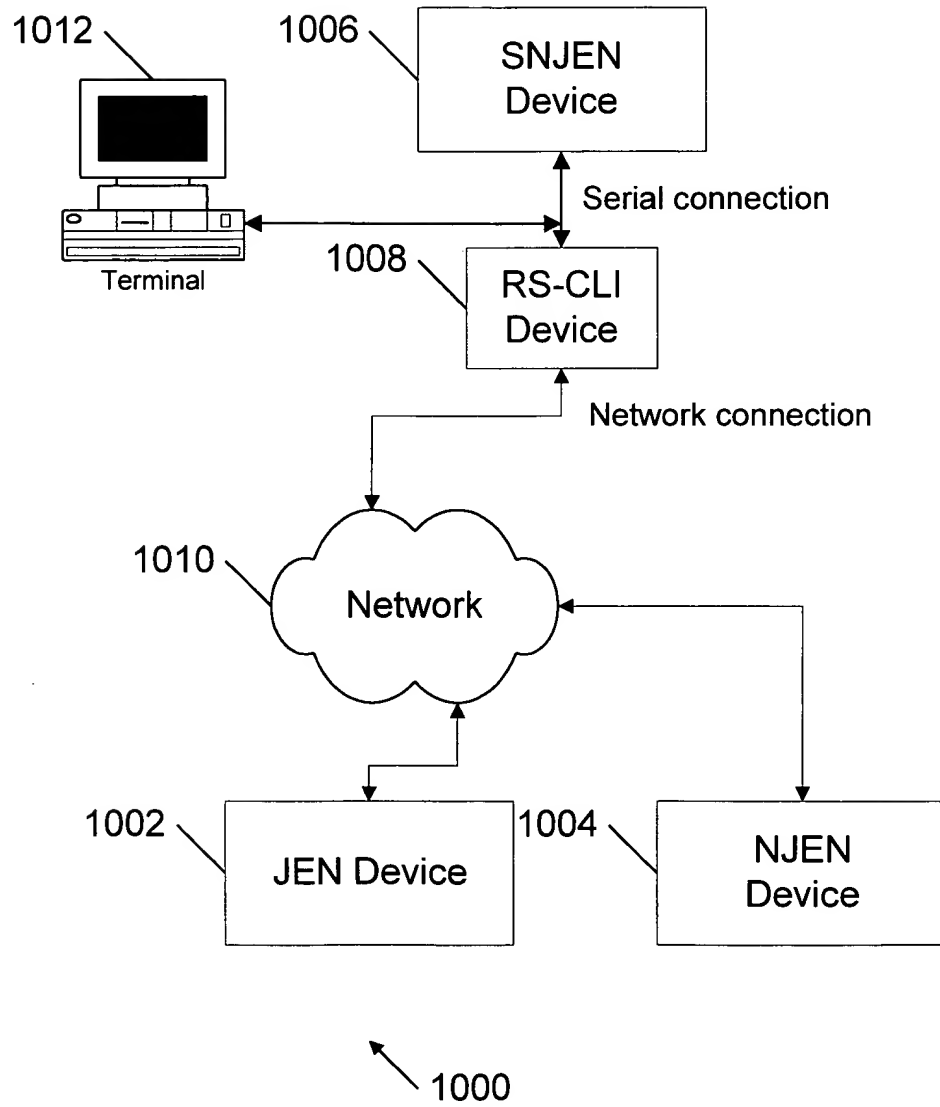 1012
1006
SNJEN
Device
Serial connection
Terminal
1008
RS-CLI
Device
Network connection
1010
Network
1002
JEN Device
1004
NJEN
Device
1000